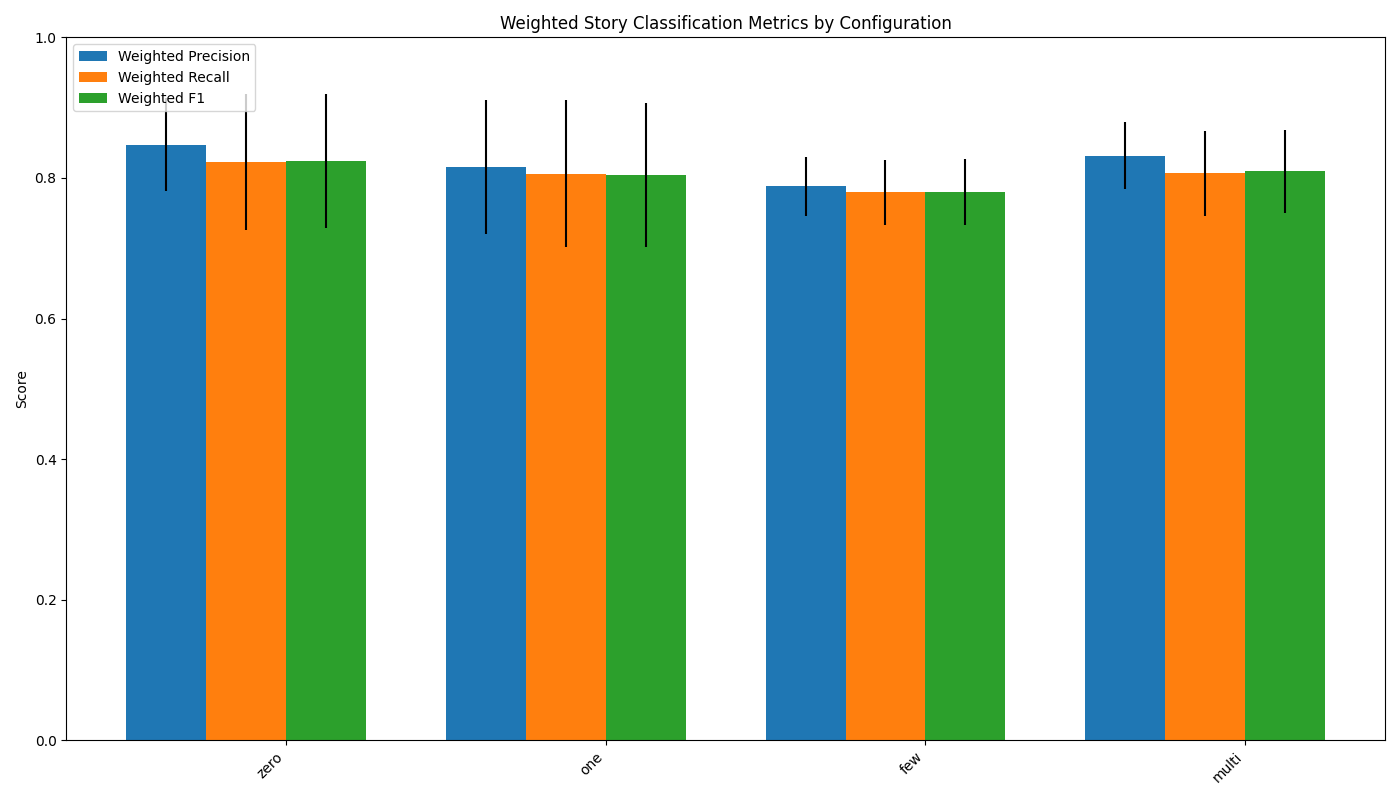 Weighted Story Classification Metrics by Configuration
1.0
Weighted Precision
Weighted Recall
Weighted F1
0.8
0.6
Score
0.4
0.2
0.0
zero
one
few
multi